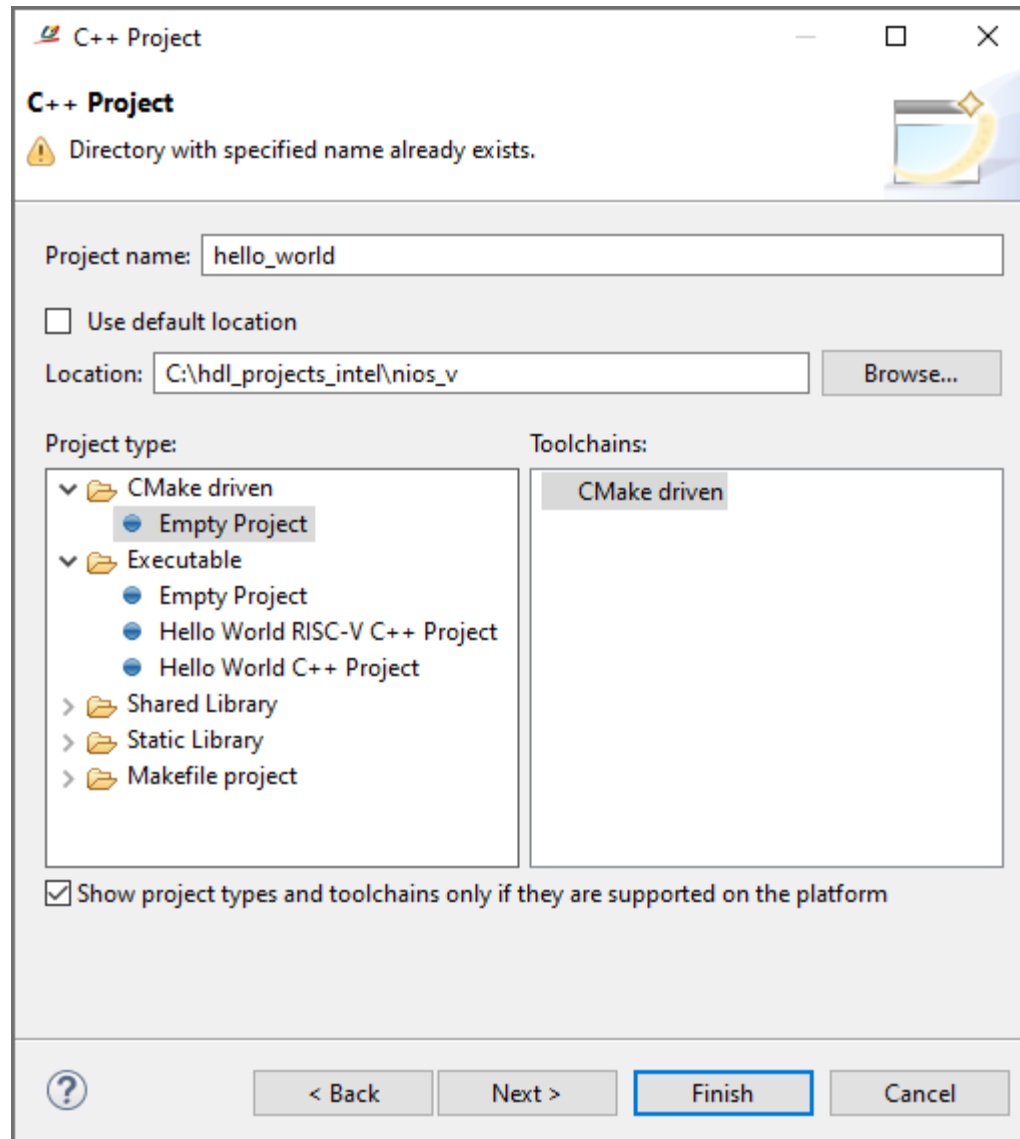 C++ Project
C++ Project
Directory with specified name already exists.
Project name: hello_world
Use default location
Location: C:\hdl_projects_intel\nios_v Browse...
Project type:
CMake driven
Empty Project
Executable
Empty Project
Hello World RISC-V C++ Project
Hello World C++ Project
Shared Library
Static Library
Makefile project
Toolchains:
CMake driven
Show project types and toolchains only if they are supported on the platform
? < Back Next > Finish Cancel